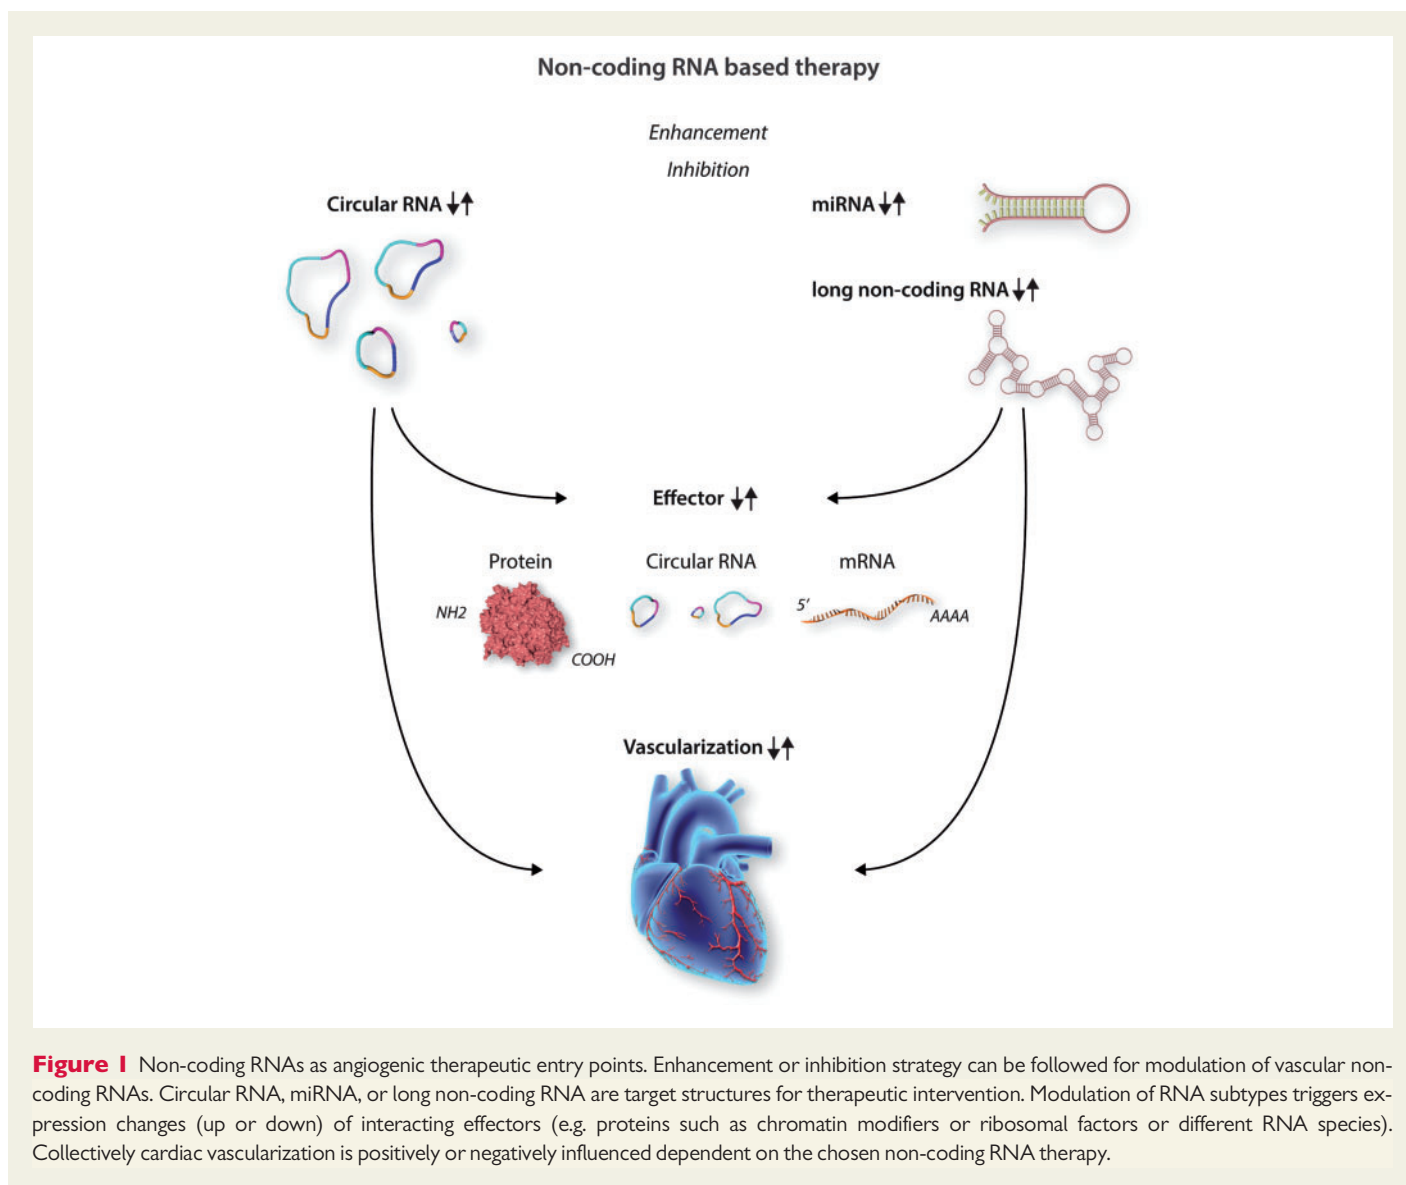 Non-coding RNA based therapy
Enhancement
Inhibition
Circular RNA ↓↑
miRNA ↓↑
long non-coding RNA ↓↑
Effector ↓↑
Protein
Circular RNA
mRNA
NH2
COOH
5'
AAAA
Vascularization ↓↑
Figure 1 Non-coding RNAs as angiogenic therapeutic entry points. Enhancement or inhibition strategy can be followed for modulation of vascular non-
coding RNAs. Circular RNA, miRNA, or long non-coding RNA are target structures for therapeutic intervention. Modulation of RNA subtypes triggers ex-
pression changes (up or down) of interacting effectors (e.g. proteins such as chromatin modifiers or ribosomal factors or different RNA species).
Collectively cardiac vascularization is positively or negatively influenced dependent on the chosen non-coding RNA therapy.